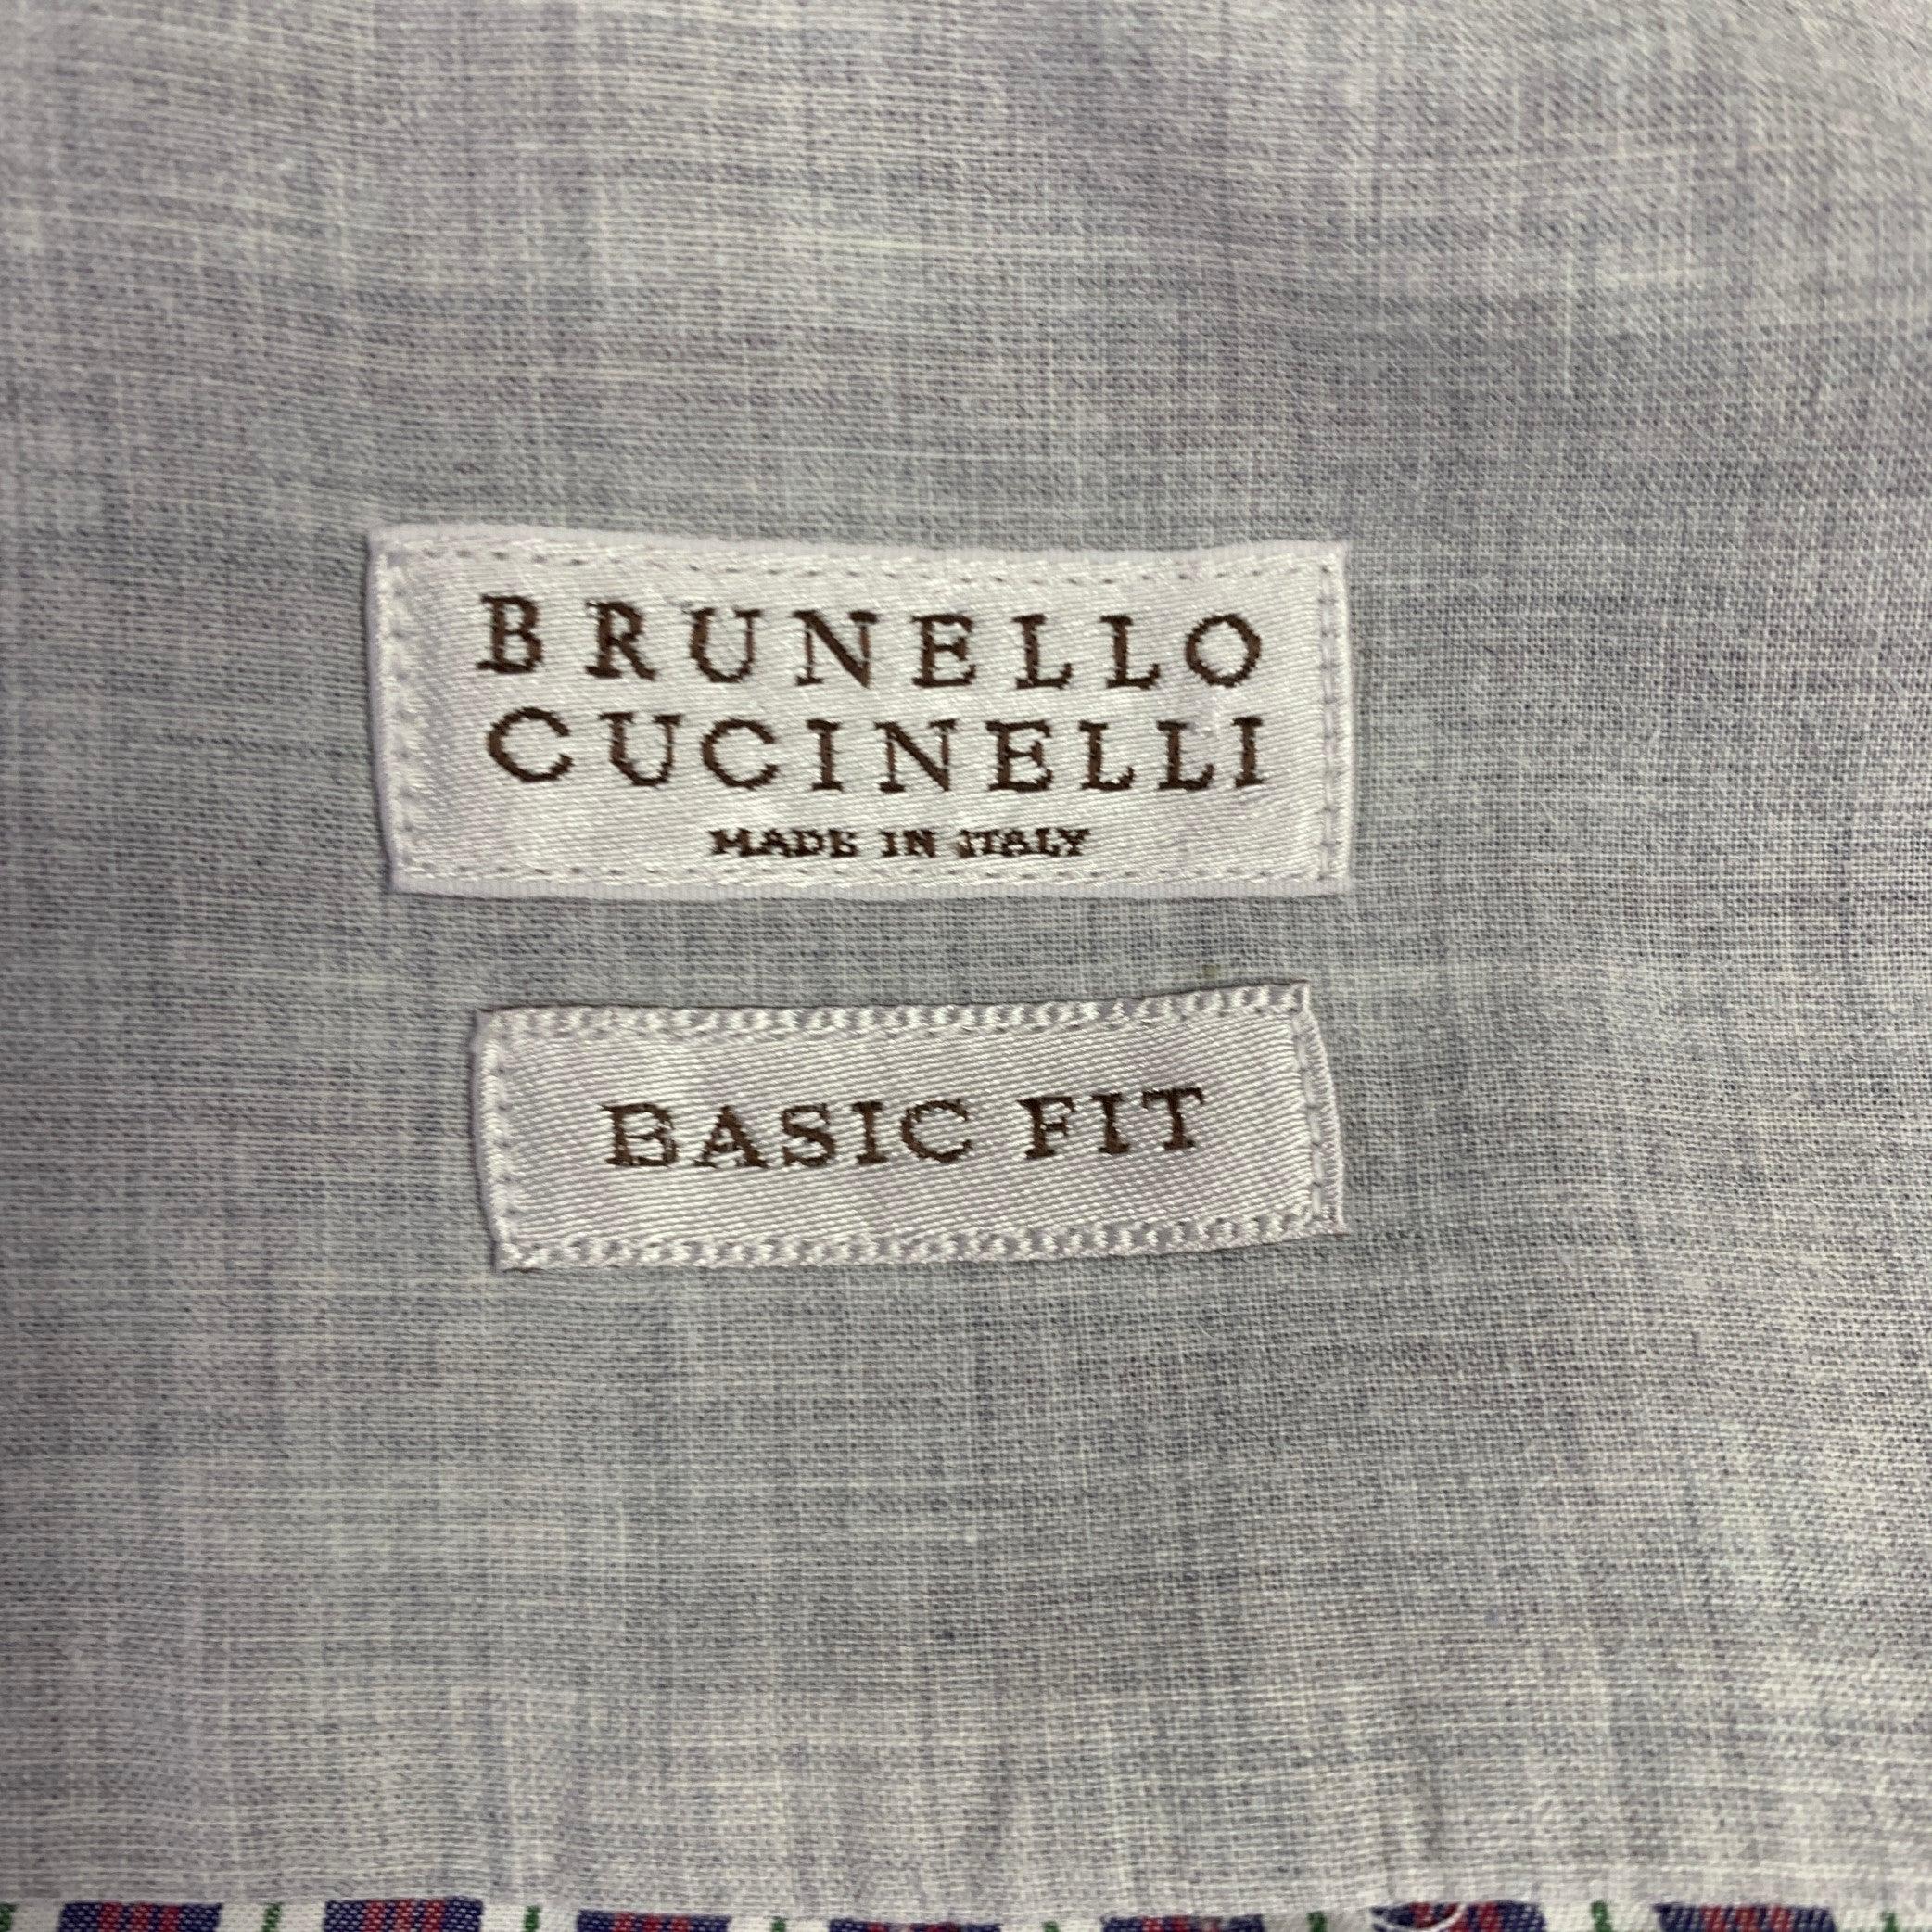 BRUNELLO
CUCINELLI
MADE IN ITALY
BASIC FIT